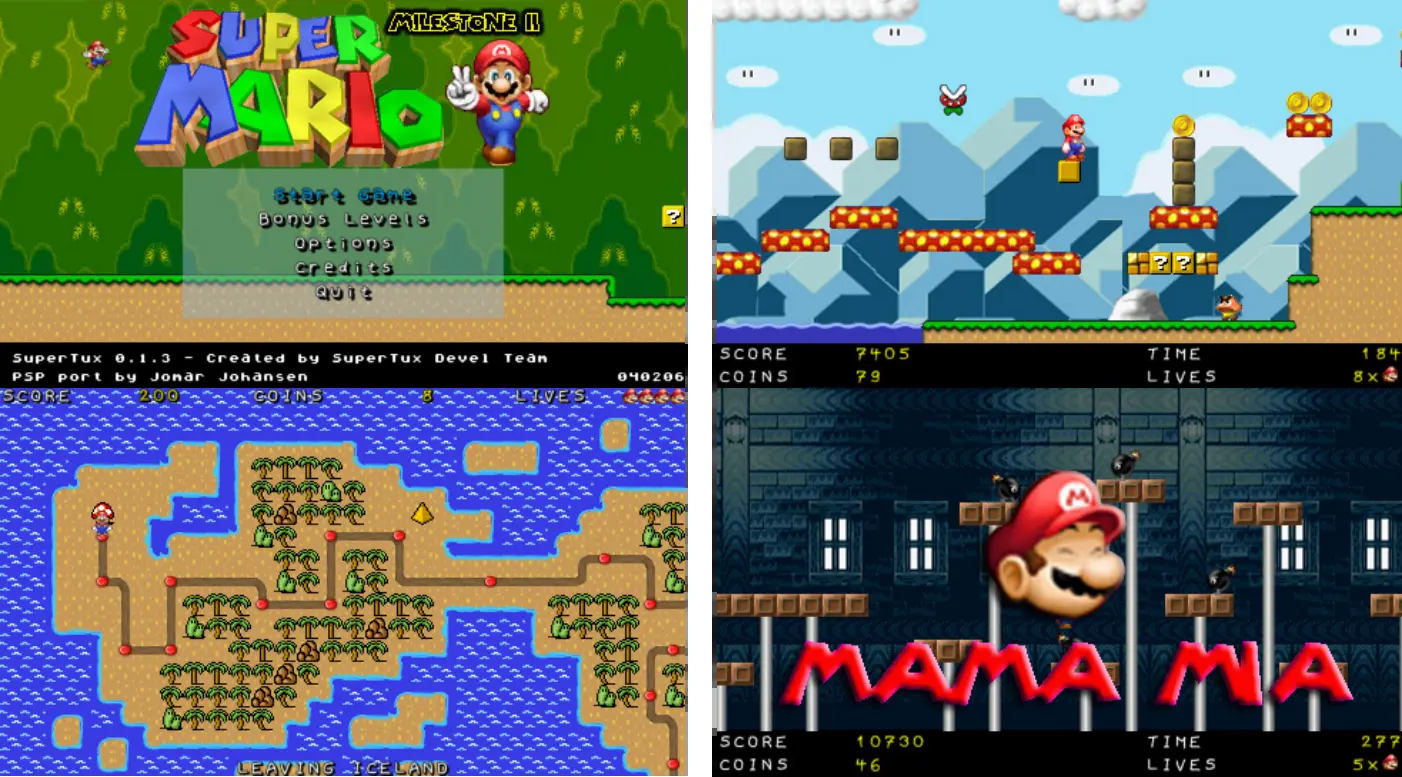 SUPER
MARIO
MILESTONE II
Start Game
Bonus Levels
Options
Credits
Quit
?
SuperTux 0.1.3 - Created by SuperTux Devel Team
PSP port by Jomar Johansen
040206
? ?
SCORE 7405 TIME 184
COINS 79 LIVES 8x
SCORE 200 COINS 8 LIVES
LEAVING ICELAND
M
MAMA MIA
SCORE 10730 TIME 277
COINS 46 LIVES 5x